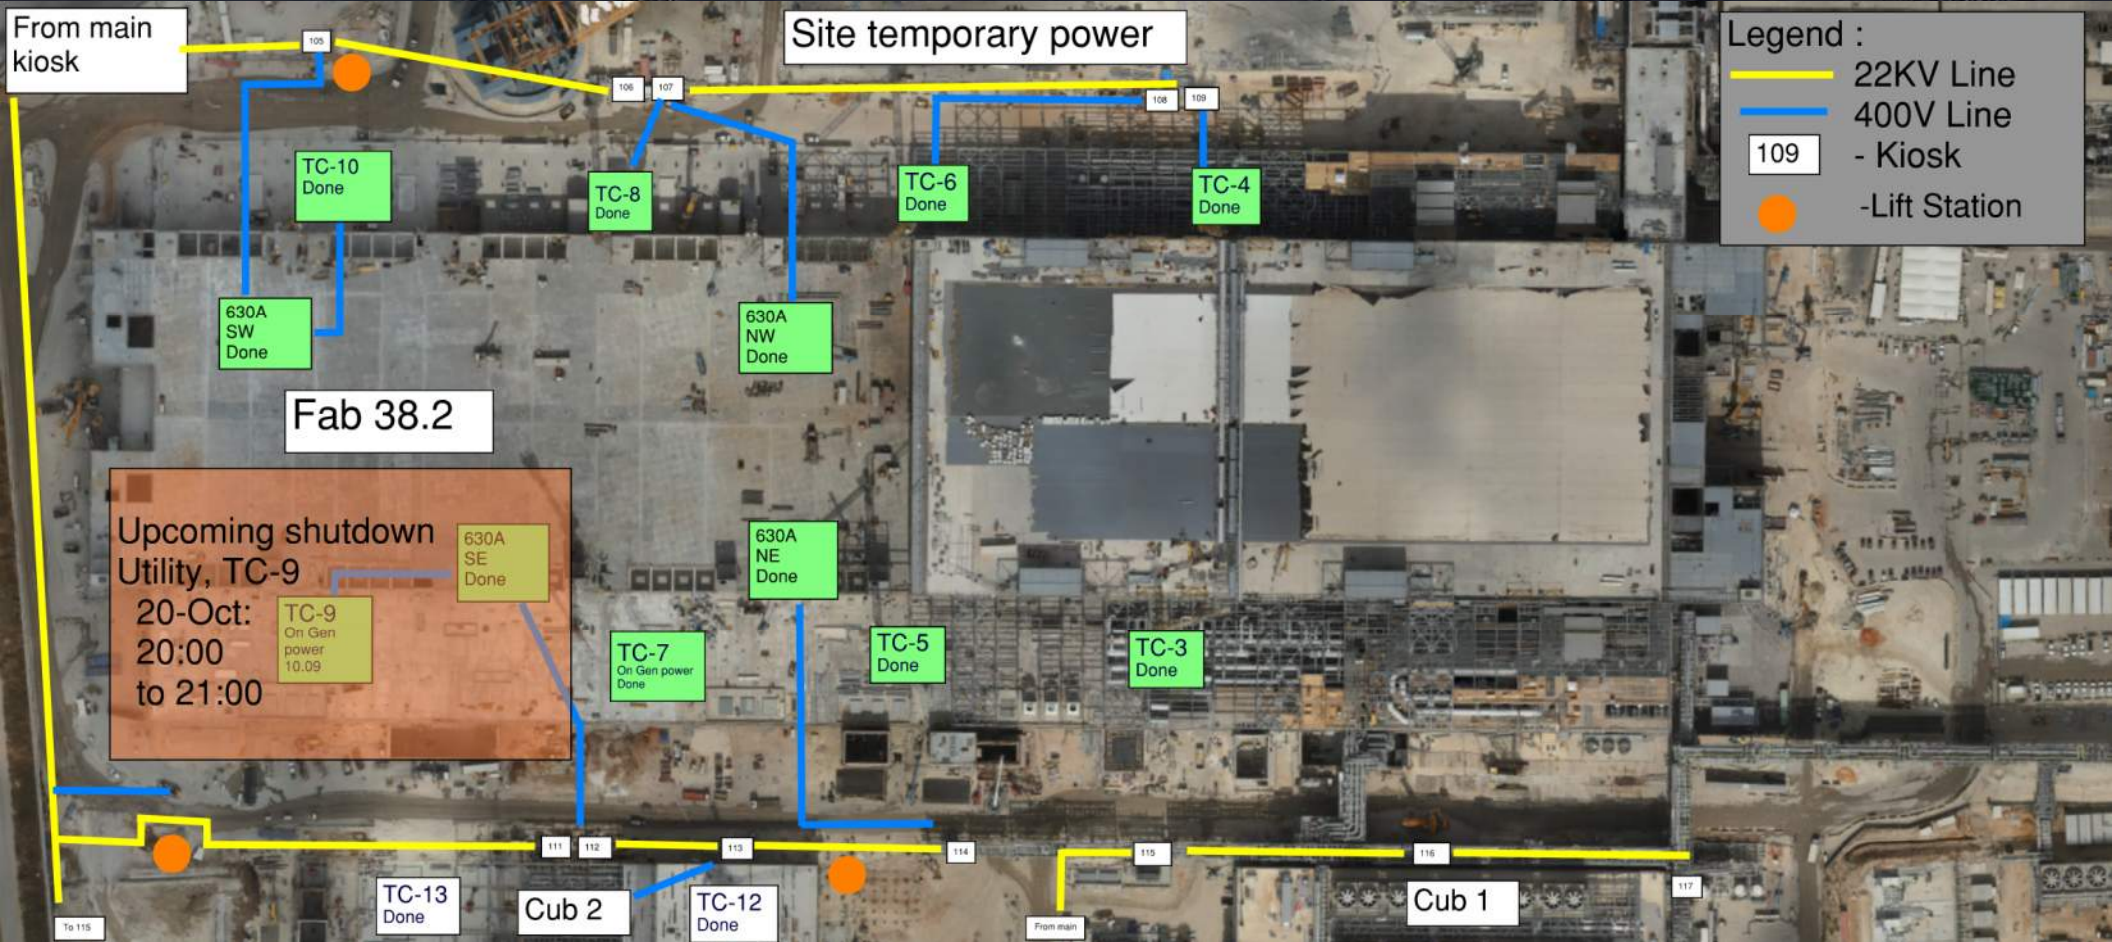 From main
kiosk
105
Site temporary power
Legend :
22KV Line
400V Line
109
- Kiosk
-Lift Station
106
107
108
109
TC-10
Done
TC-8
Done
TC-6
Done
TC-4
Done
630A
SW
Done
630A
NW
Done
Fab 38.2
Upcoming shutdown
Utility, TC-9
20-Oct:
20:00
to 21:00
630A
SE
Done
TC-9
On Gen
power
10.09
630A
NE
Done
TC-7
On Gen power
Done
TC-5
Done
TC-3
Done
111
112
113
114
115
116
117
TC-13
Done
Cub 2
TC-12
Done
Cub 1
To 115
From main